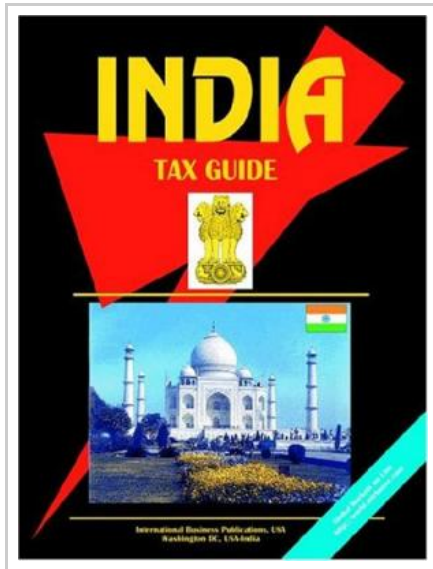 INDIA
TAX GUIDE
International Business Publications, USA
Washington DC, USA-India